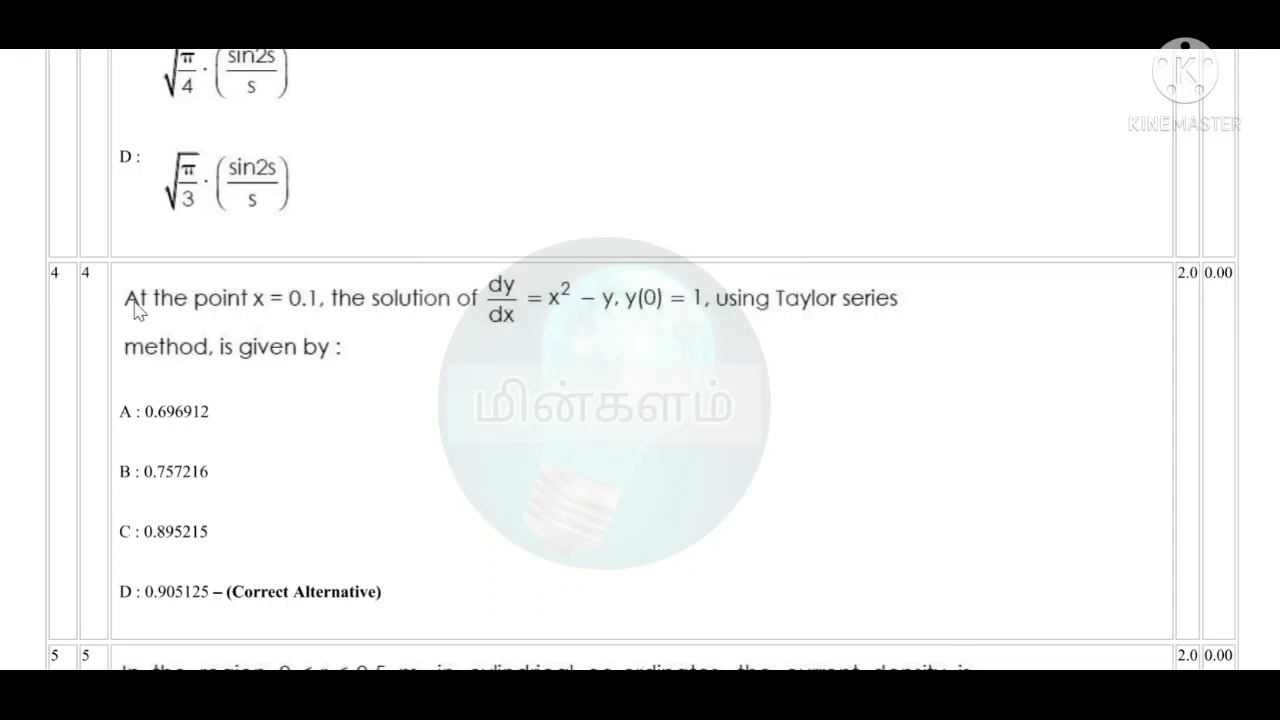 √π/4 · (sin2s/s)
KINEMASTER
D : √π/3 · (sin2s/s)
4 4 At the point x = 0.1, the solution of dy/dx = x² − y, y(0) = 1, using Taylor series 2.0 0.00
method, is given by :
மின்களம்
A : 0.696912
B : 0.757216
C : 0.895215
D : 0.905125 – (Correct Alternative)
5 5 2.0 0.00